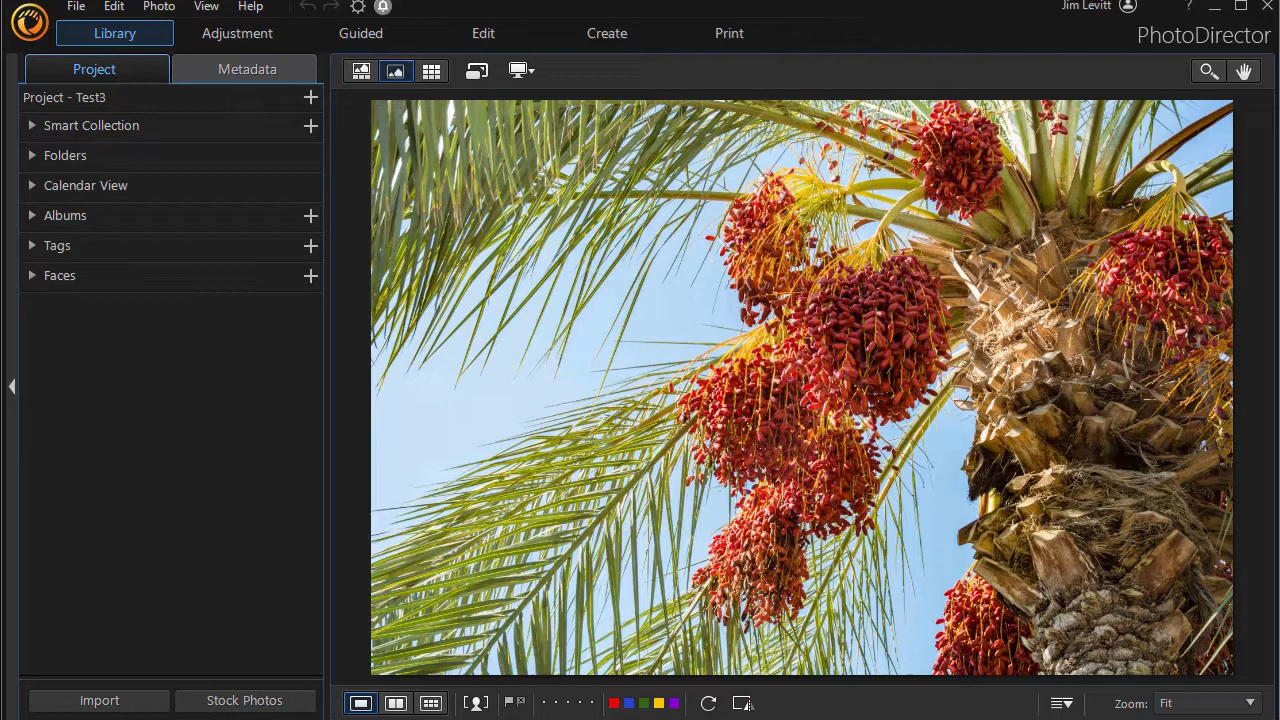 File Edit Photo View Help Jim Levitt ?
Library Adjustment Guided Edit Create Print PhotoDirector
Project Metadata
Project - Test3
Smart Collection
Folders
Calendar View
Albums
Tags
Faces
Import Stock Photos
Zoom: Fit